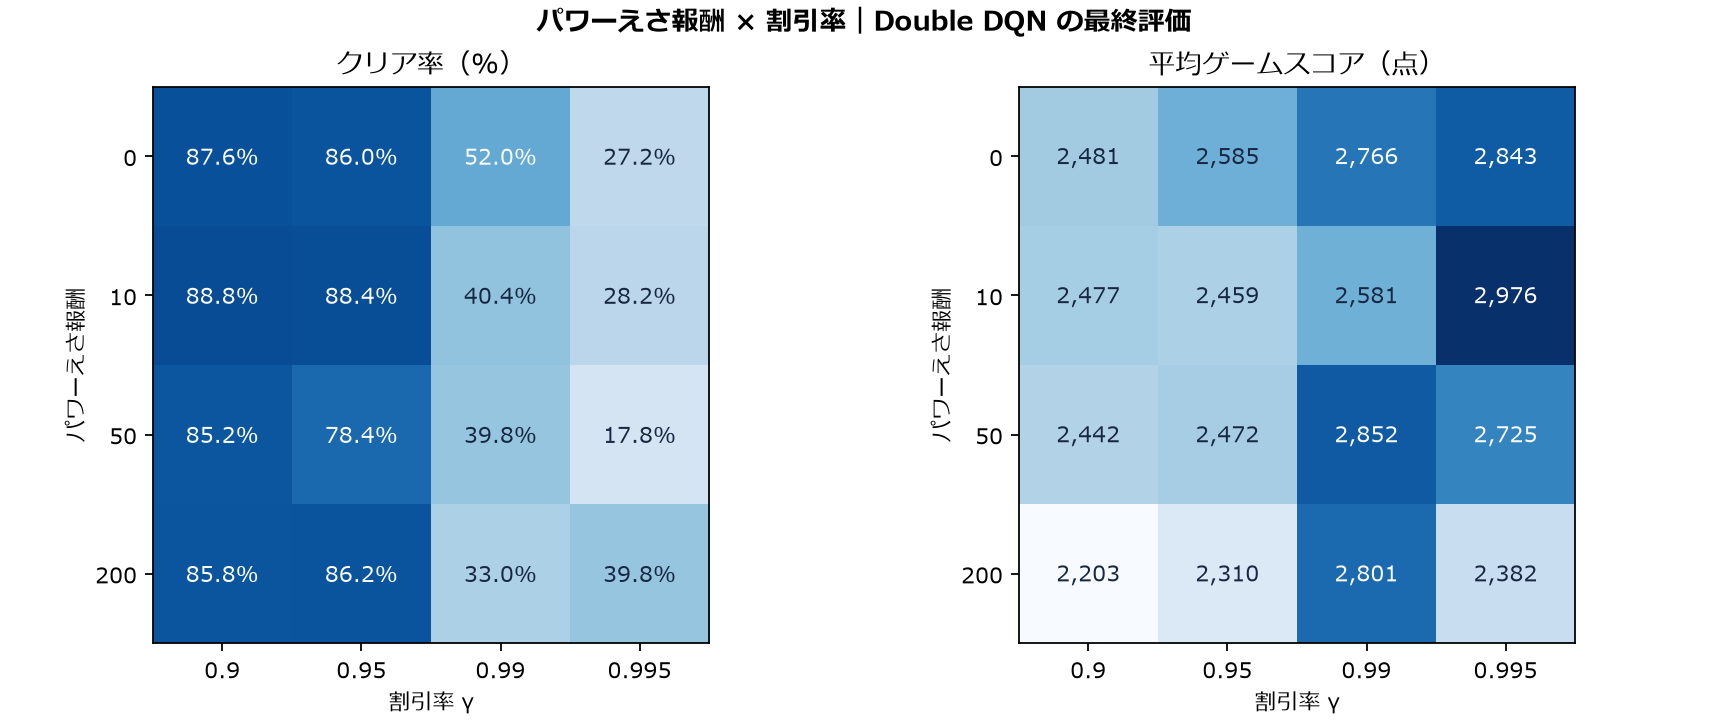 パワーえさ報酬 × 割引率｜Double DQN の最終評価
クリア率（%）
パワーえさ報酬
0 87.6% 86.0% 52.0% 27.2%
10 88.8% 88.4% 40.4% 28.2%
50 85.2% 78.4% 39.8% 17.8%
200 85.8% 86.2% 33.0% 39.8%
0.9 0.95 0.99 0.995
割引率 γ
平均ゲームスコア（点）
パワーえさ報酬
0 2,481 2,585 2,766 2,843
10 2,477 2,459 2,581 2,976
50 2,442 2,472 2,852 2,725
200 2,203 2,310 2,801 2,382
0.9 0.95 0.99 0.995
割引率 γ